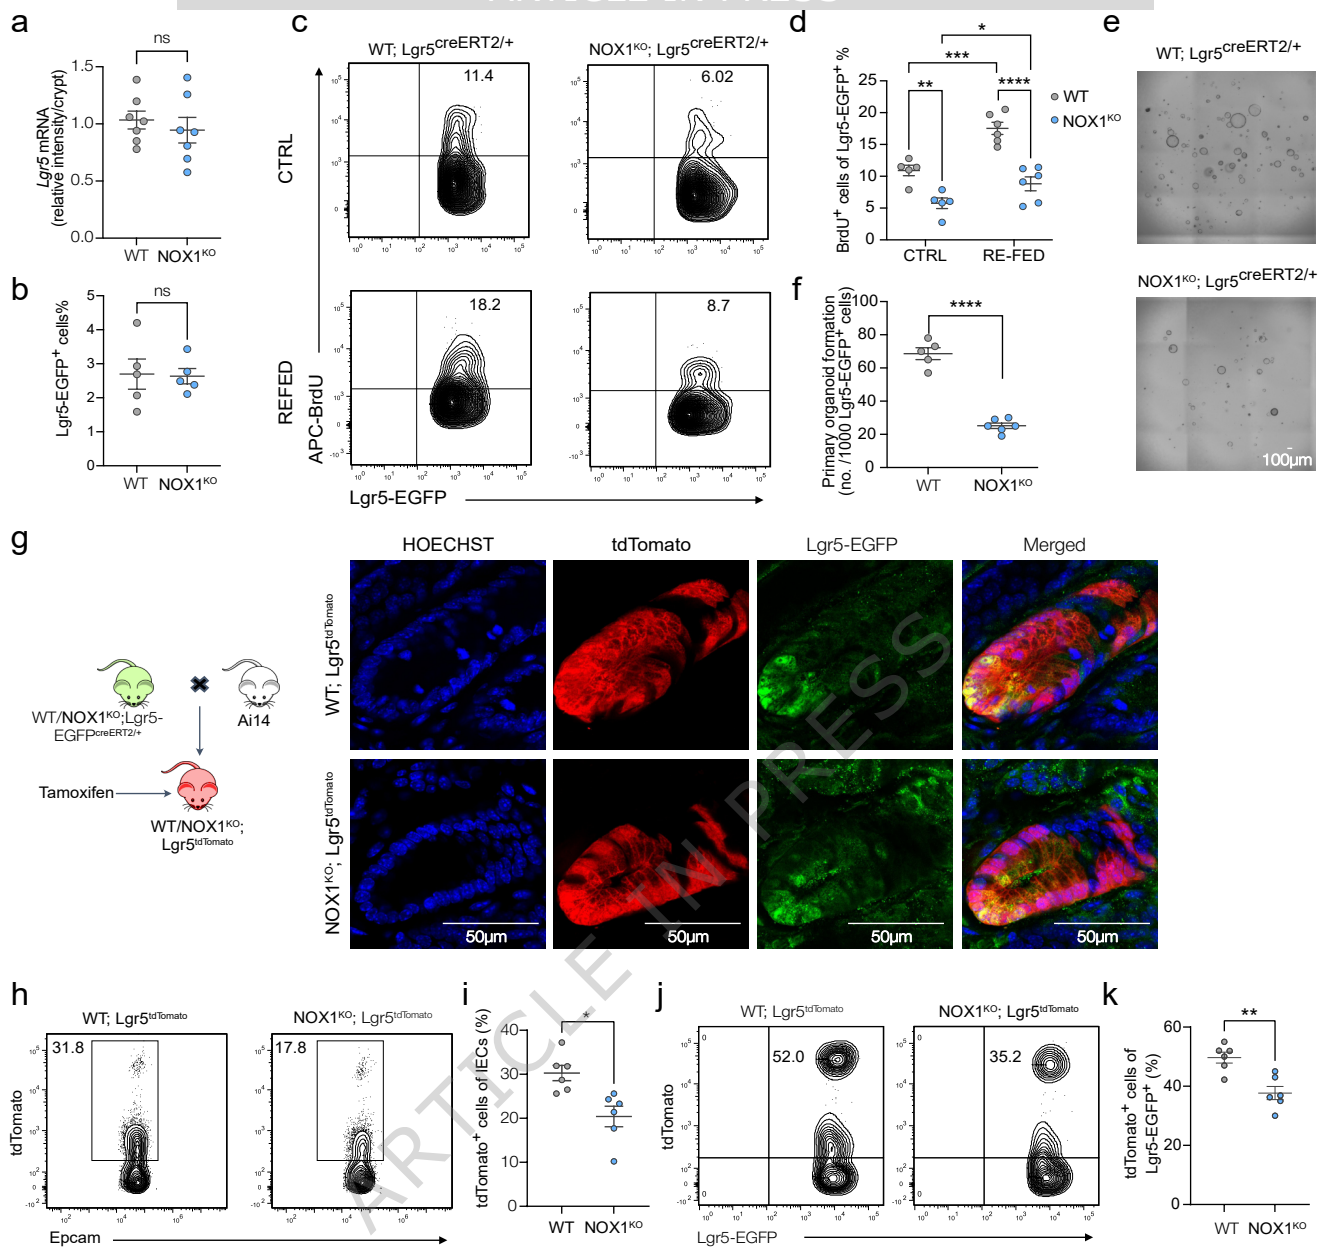 ARTICLE IN PRESS
a
ns
Lgr5 mRNA
(relative intensity/crypt)
1.5
1.0
0.5
0.0
WT NOX1KO
b
ns
Lgr5-EGFP+ cells%
5
4
3
2
1
0
WT NOX1KO
c
WT; Lgr5creERT2/+
NOX1KO; Lgr5creERT2/+
CTRL
11.4
6.02
REFED
18.2
8.7
APC-BrdU
Lgr5-EGFP
d
*
***
** ****
BrdU+ cells of Lgr5-EGFP+ %
25
20
15
10
5
0
CTRL RE-FED
WT
NOX1KO
e
WT; Lgr5creERT2/+
NOX1KO; Lgr5creERT2/+
100µm
f
****
Primary organoid formation
(no. /1000 Lgr5-EGFP+ cells)
100
80
60
40
20
0
WT NOX1KO
g
WT/NOX1KO;Lgr5-
EGFPcreERT2/+
Ai14
Tamoxifen
WT/NOX1KO;
Lgr5tdTomato
HOECHST tdTomato Lgr5-EGFP Merged
WT; Lgr5tdTomato
NOX1KO; Lgr5tdTomato
50µm 50µm 50µm 50µm
h
WT; Lgr5tdTomato
NOX1KO; Lgr5tdTomato
31.8
17.8
tdTomato
Epcam
i
*
tdTomato+ cells of IECs (%)
40
30
20
10
0
WT NOX1KO
j
WT; Lgr5tdTomato
NOX1KO; Lgr5tdTomato
52.0
35.2
tdTomato
Lgr5-EGFP
k
**
tdTomato+ cells of
Lgr5-EGFP+ (%)
60
40
20
0
WT NOX1KO
ARTICLE IN PRESS